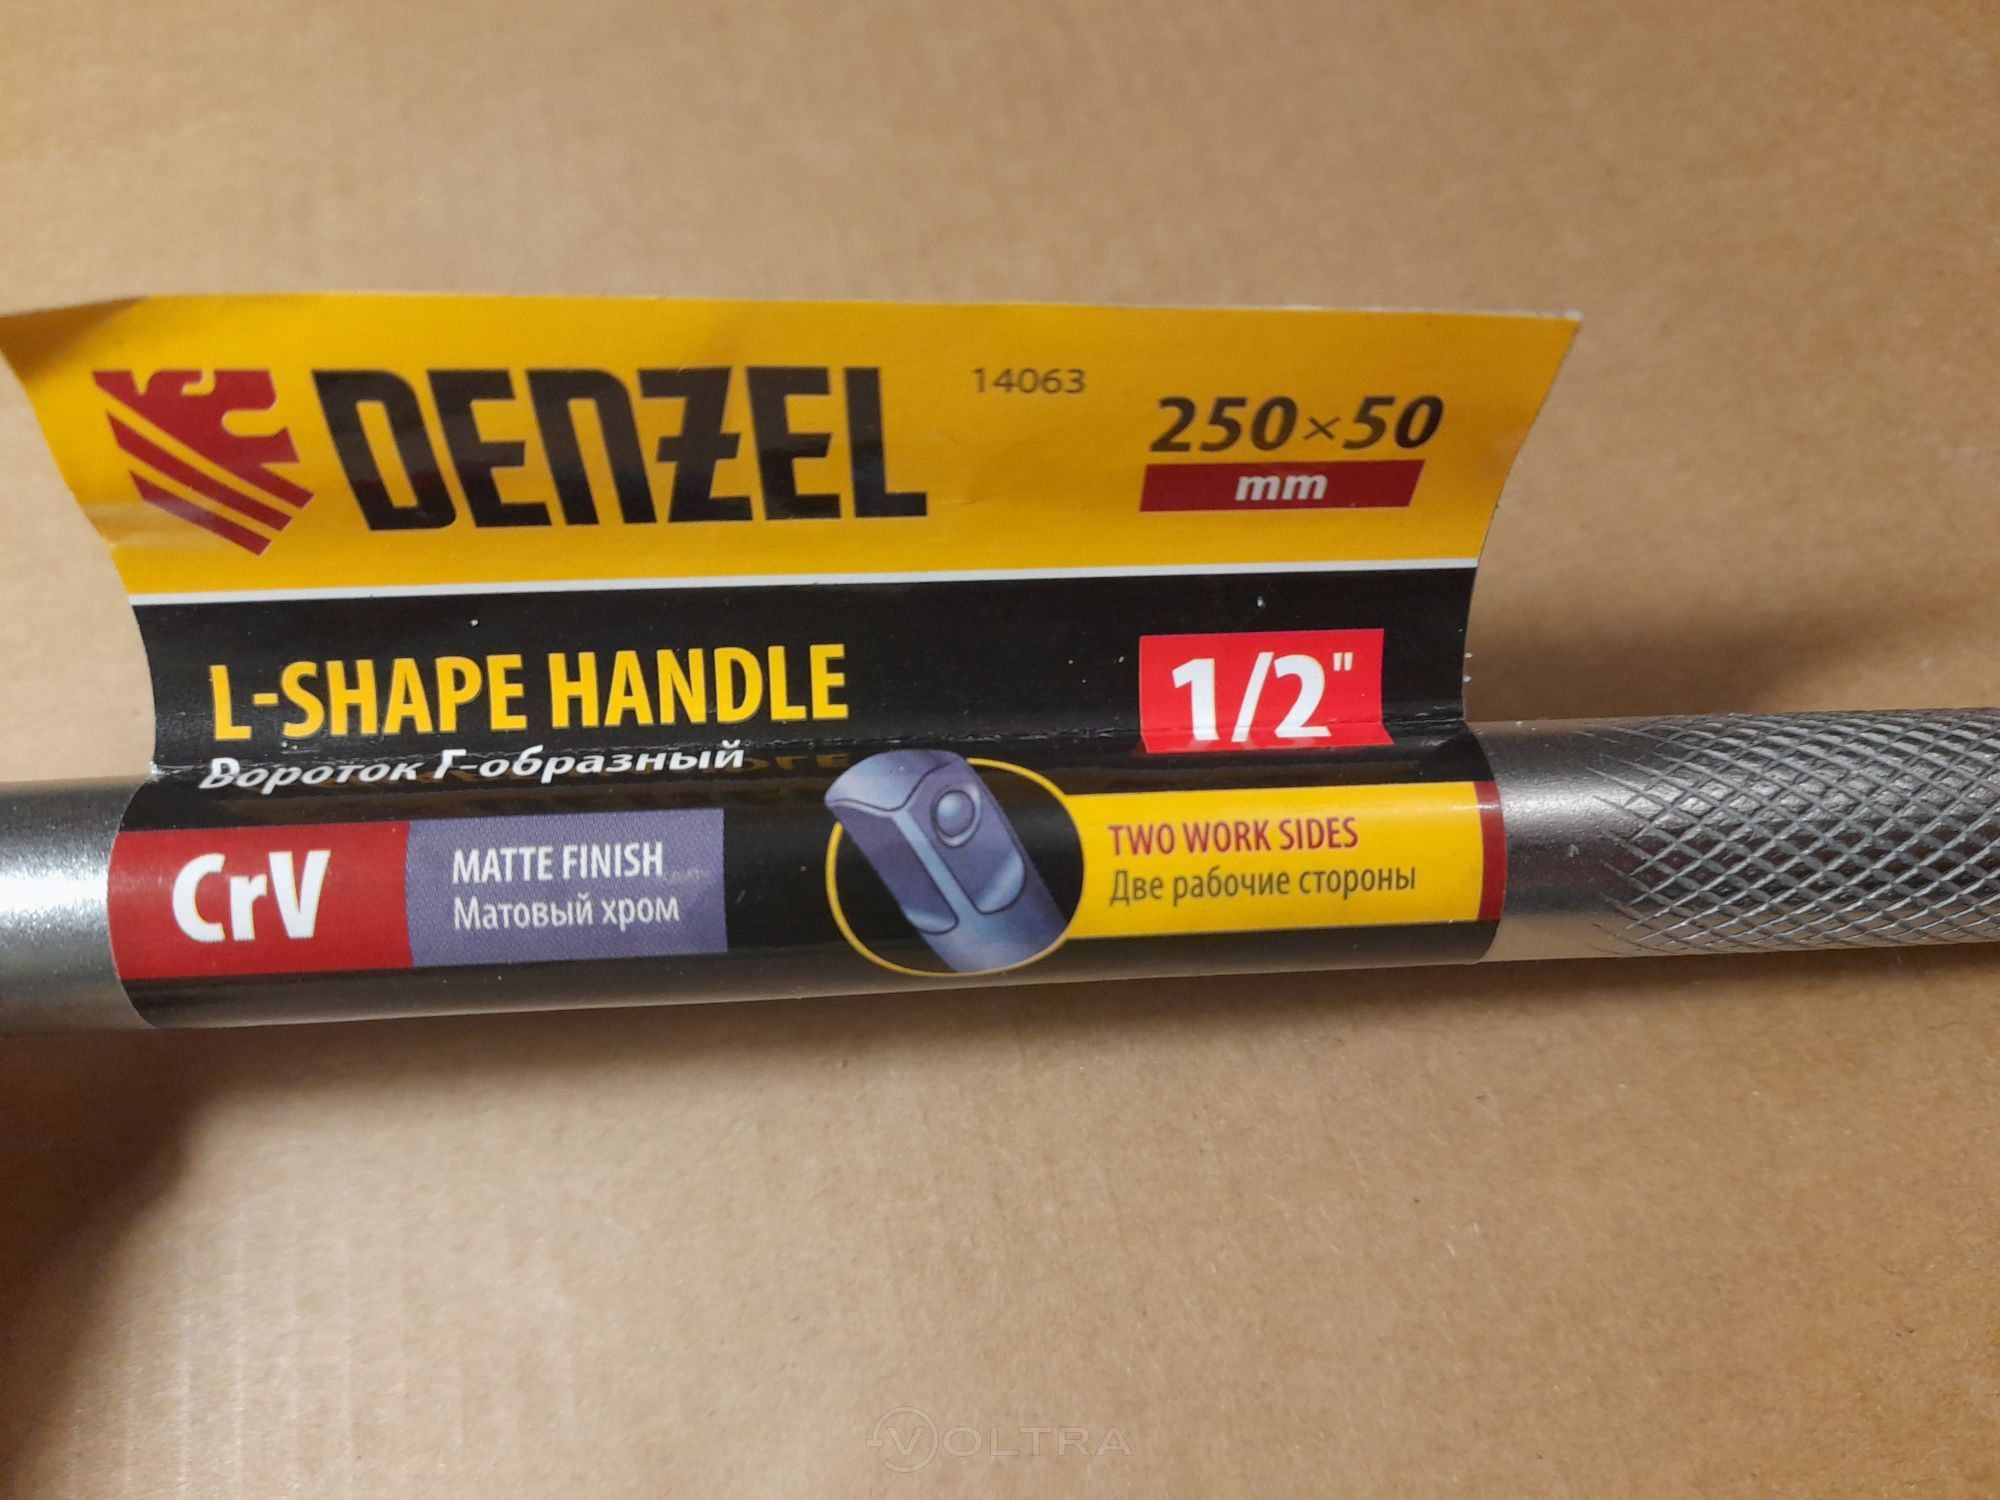 DENZEL
14063
250×50
mm
L-SHAPE HANDLE
Вороток Г-образный
1/2"
CrV
MATTE FINISH
Матовый хром
TWO WORK SIDES
Две рабочие стороны
VOLTRA